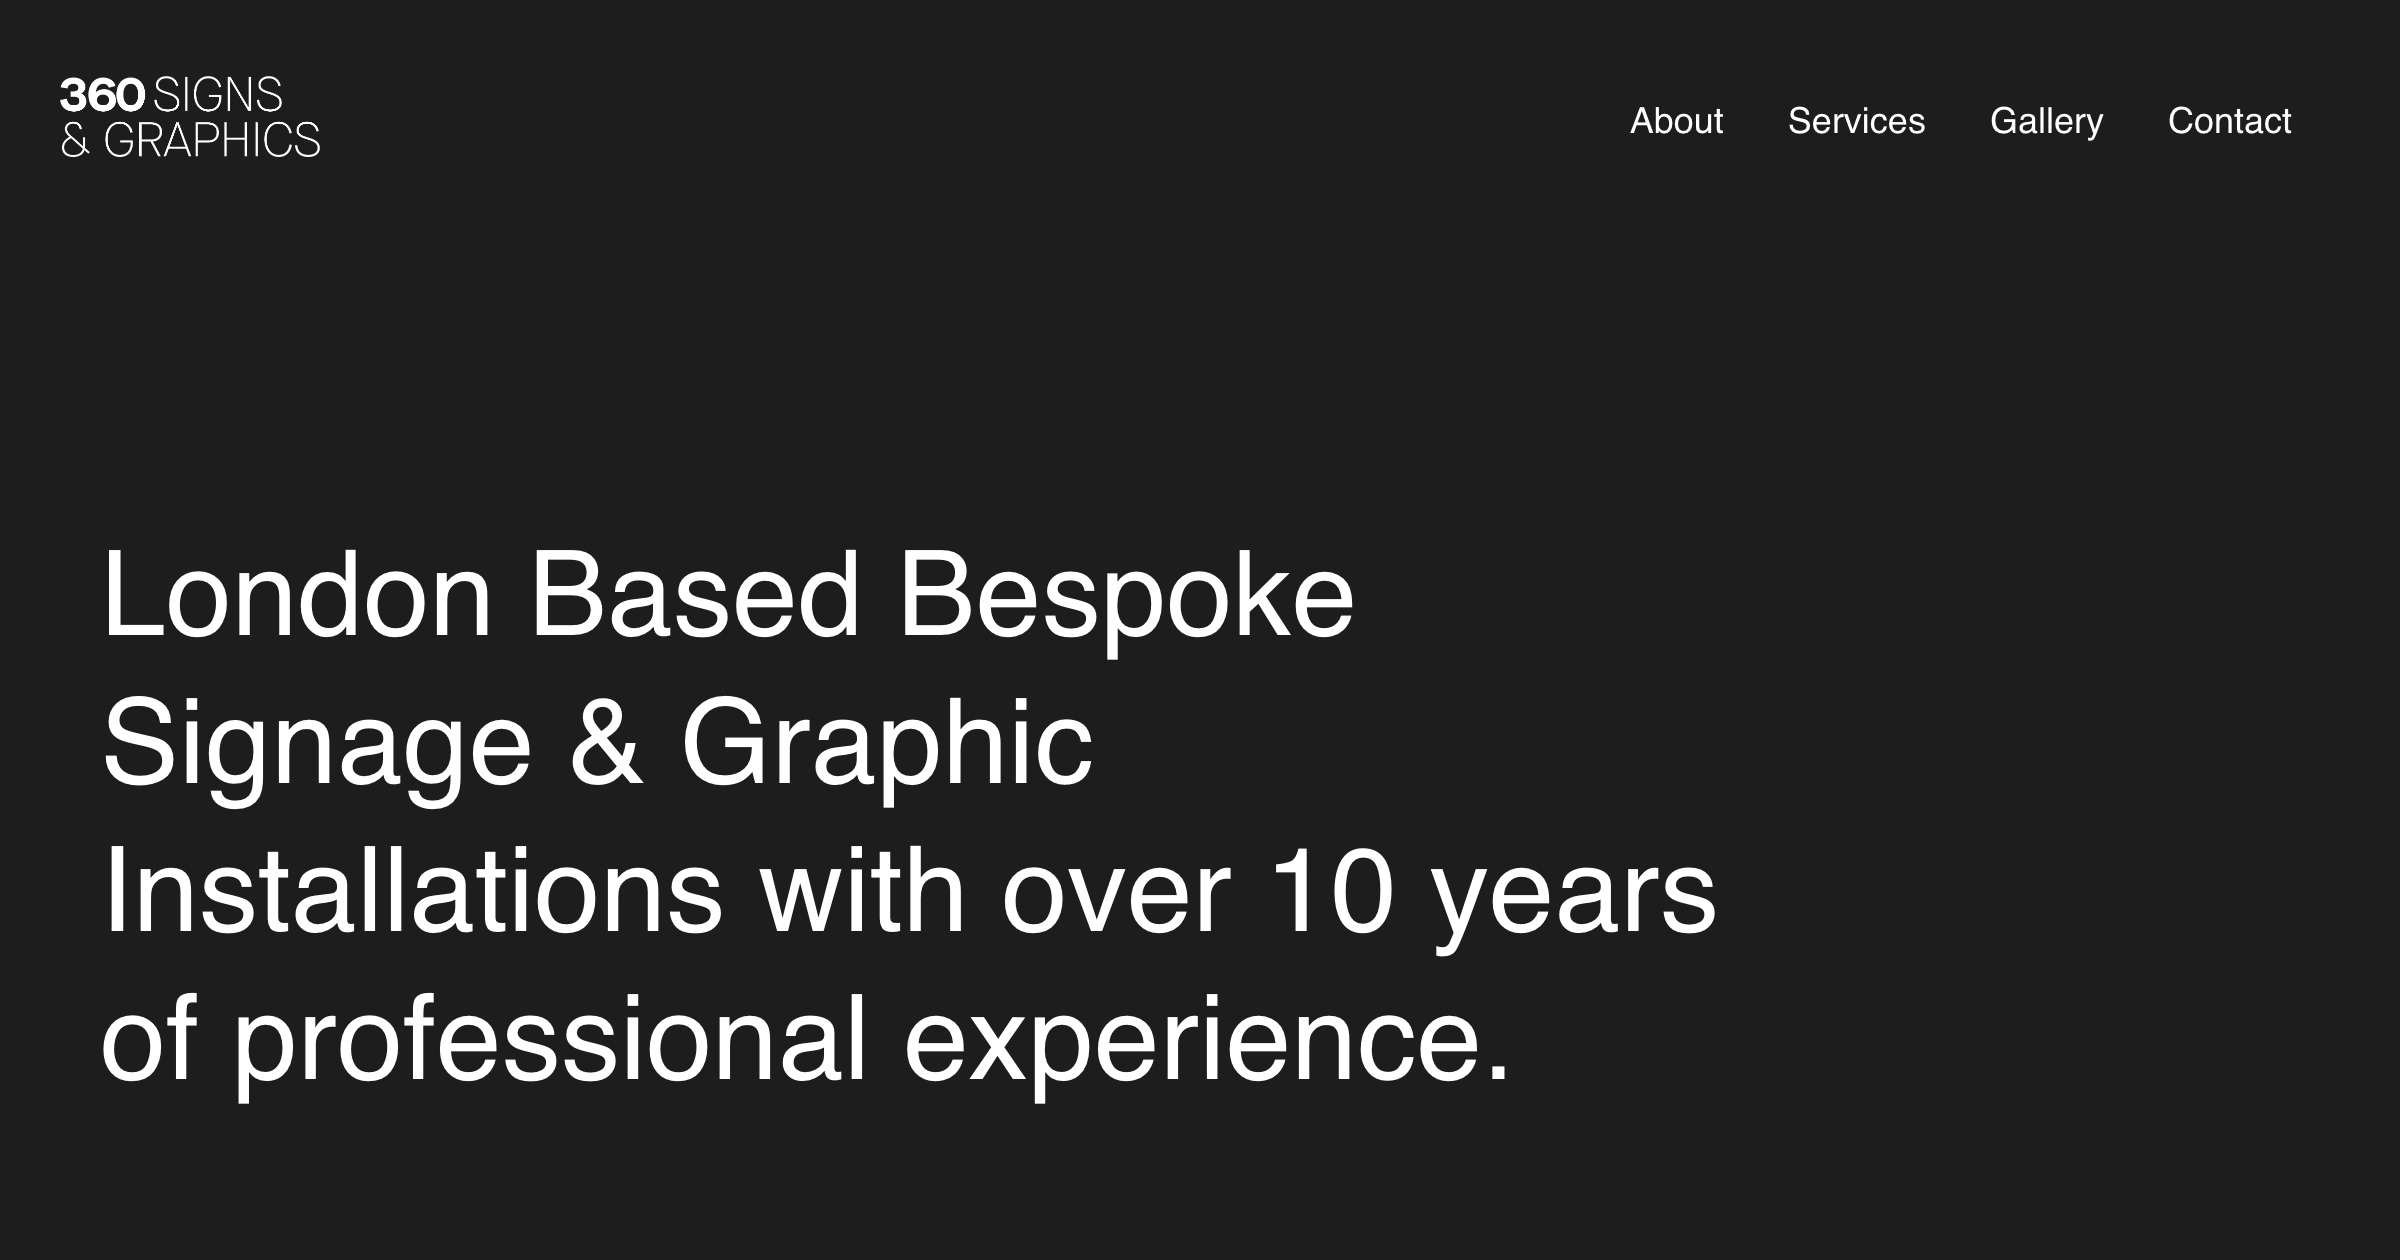 360 SIGNS
& GRAPHICS
About Services Gallery Contact
London Based Bespoke
Signage & Graphic
Installations with over 10 years
of professional experience.